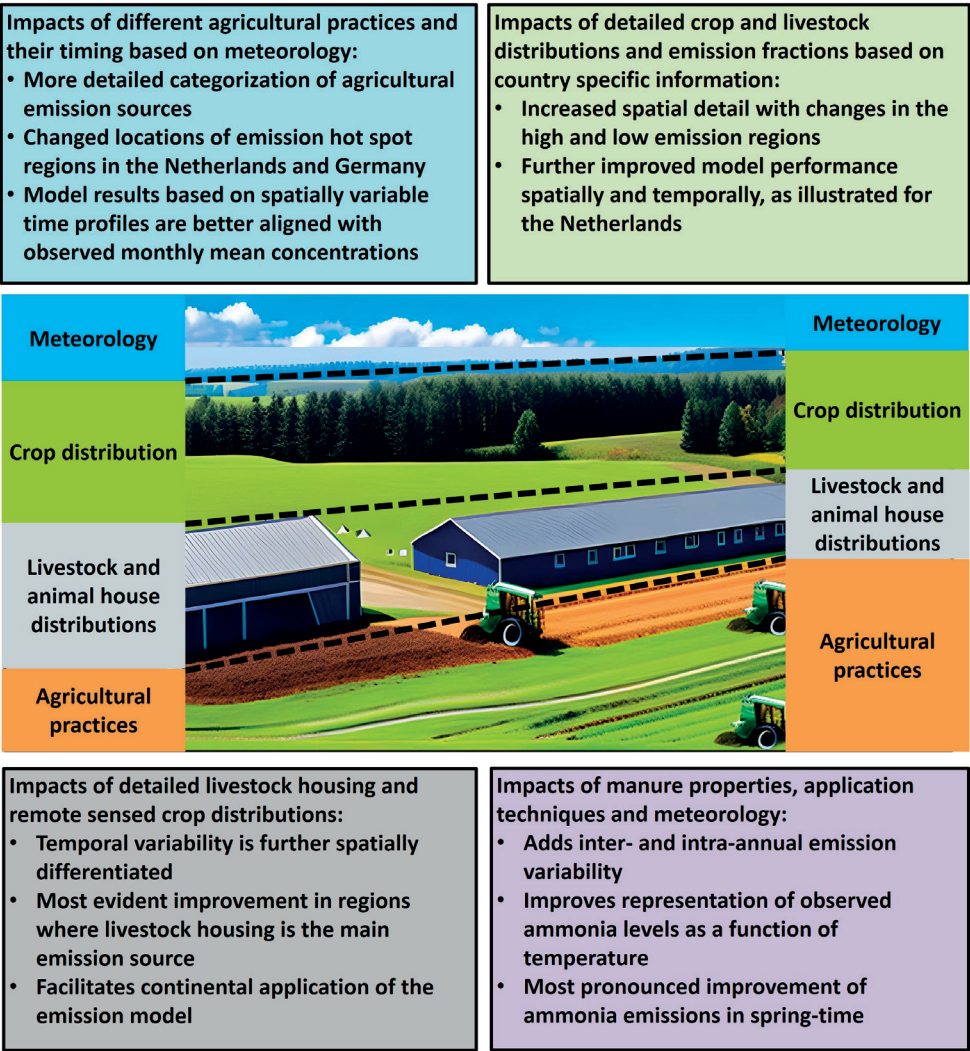 Impacts of different agricultural practices and
their timing based on meteorology:
• More detailed categorization of agricultural
emission sources
• Changed locations of emission hot spot
regions in the Netherlands and Germany
• Model results based on spatially variable
time profiles are better aligned with
observed monthly mean concentrations
Impacts of detailed crop and livestock
distributions and emission fractions based on
country specific information:
• Increased spatial detail with changes in the
high and low emission regions
• Further improved model performance
spatially and temporally, as illustrated for
the Netherlands
Meteorology
Crop distribution
Livestock and
animal house
distributions
Agricultural
practices
Meteorology
Crop distribution
Livestock and
animal house
distributions
Agricultural
practices
Impacts of detailed livestock housing and
remote sensed crop distributions:
• Temporal variability is further spatially
differentiated
• Most evident improvement in regions
where livestock housing is the main
emission source
• Facilitates continental application of the
emission model
Impacts of manure properties, application
techniques and meteorology:
• Adds inter- and intra-annual emission
variability
• Improves representation of observed
ammonia levels as a function of
temperature
• Most pronounced improvement of
ammonia emissions in spring-time